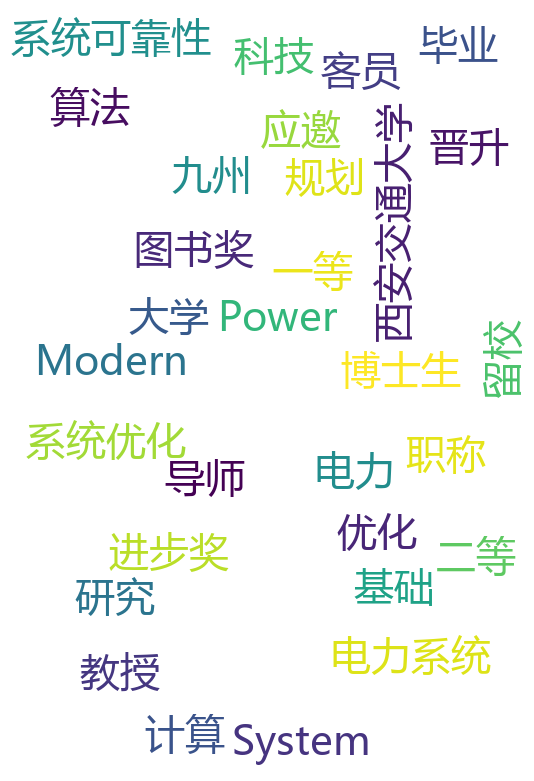 系统可靠性
科技
客员
毕业
算法
应邀
西安交通大学
晋升
九州
规划
图书奖
一等
大学
Power
Modern
博士生
留校
系统优化
导师
电力
职称
优化
进步奖
二等
研究
基础
教授
电力系统
计算
System